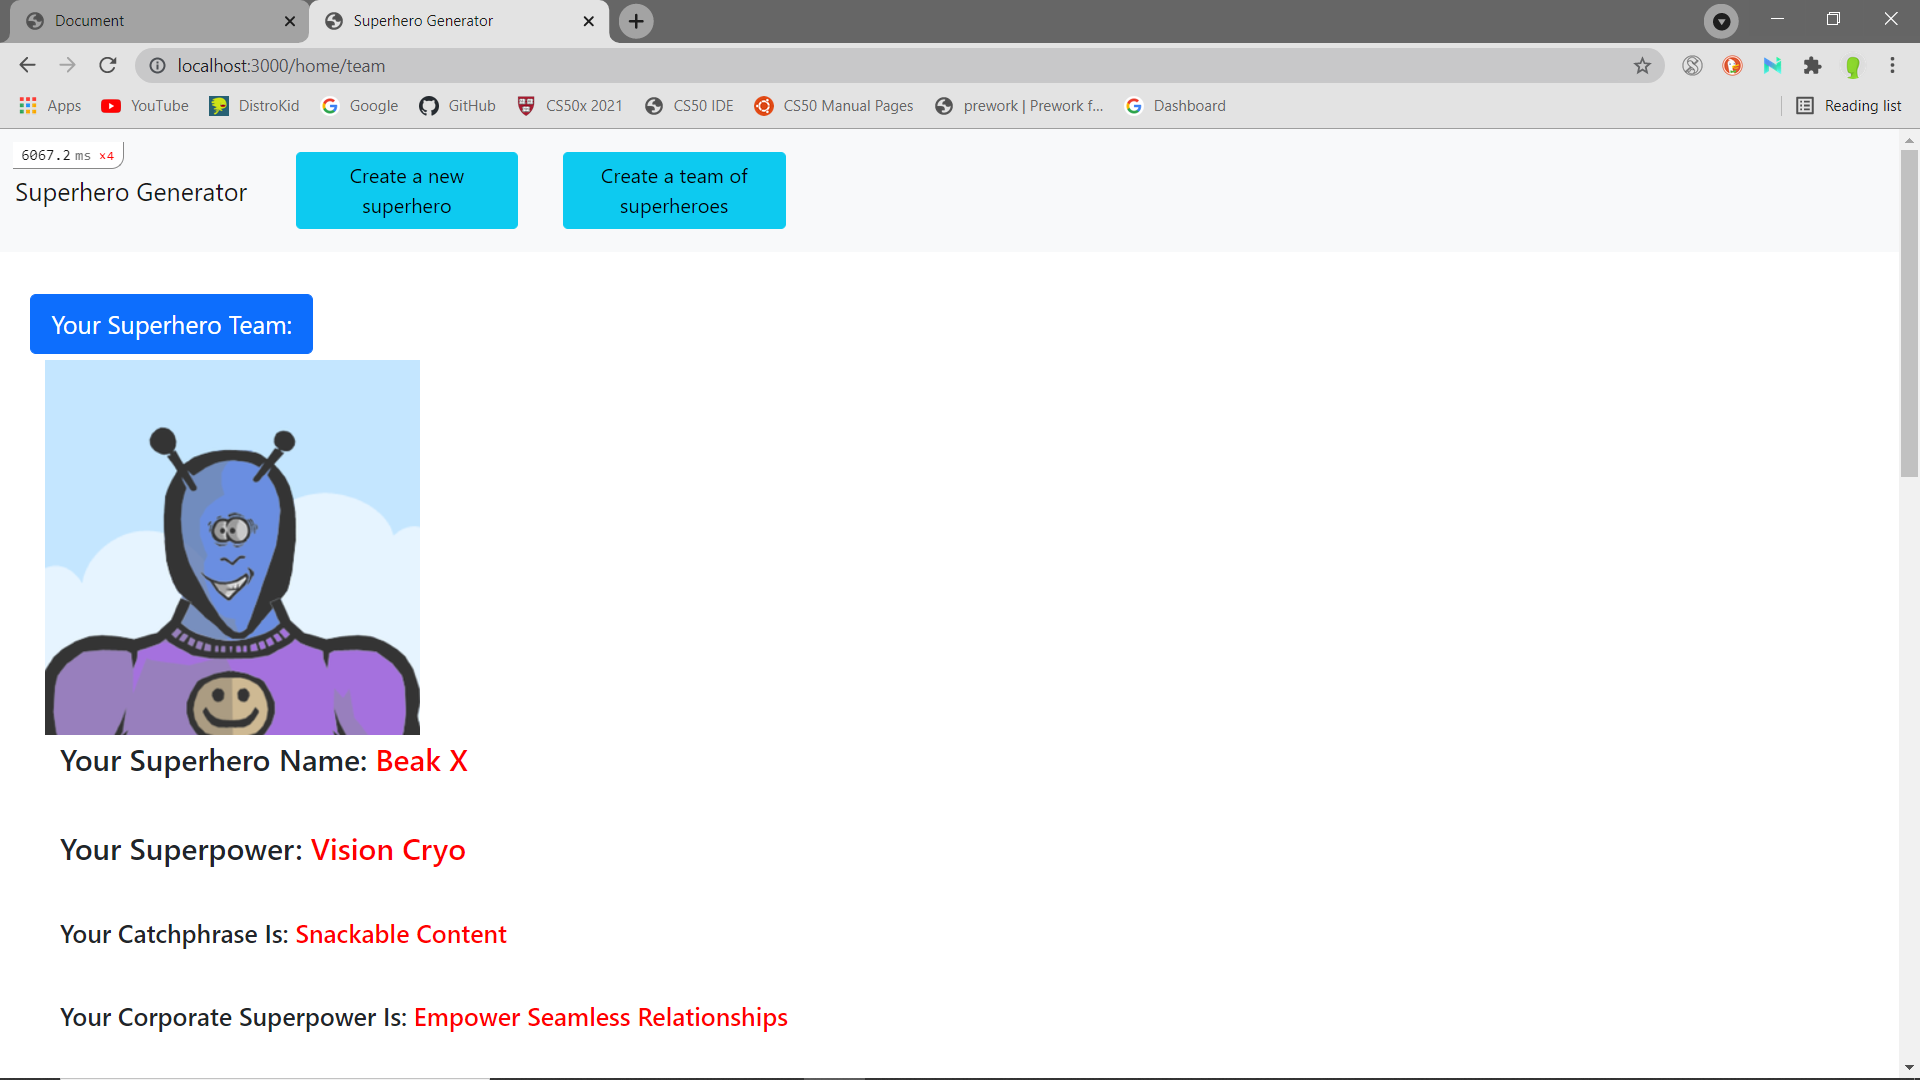 Document
Superhero Generator
localhost:3000/home/team
Apps
YouTube
DistroKid
Google
GitHub
CS50x 2021
CS50 IDE
CS50 Manual Pages
prework | Prework f...
Dashboard
Reading list
6067.2 ms ×4
Superhero Generator
Create a new
superhero
Create a team of
superheroes
Your Superhero Team:
Your Superhero Name: Beak X
Your Superpower: Vision Cryo
Your Catchphrase Is: Snackable Content
Your Corporate Superpower Is: Empower Seamless Relationships